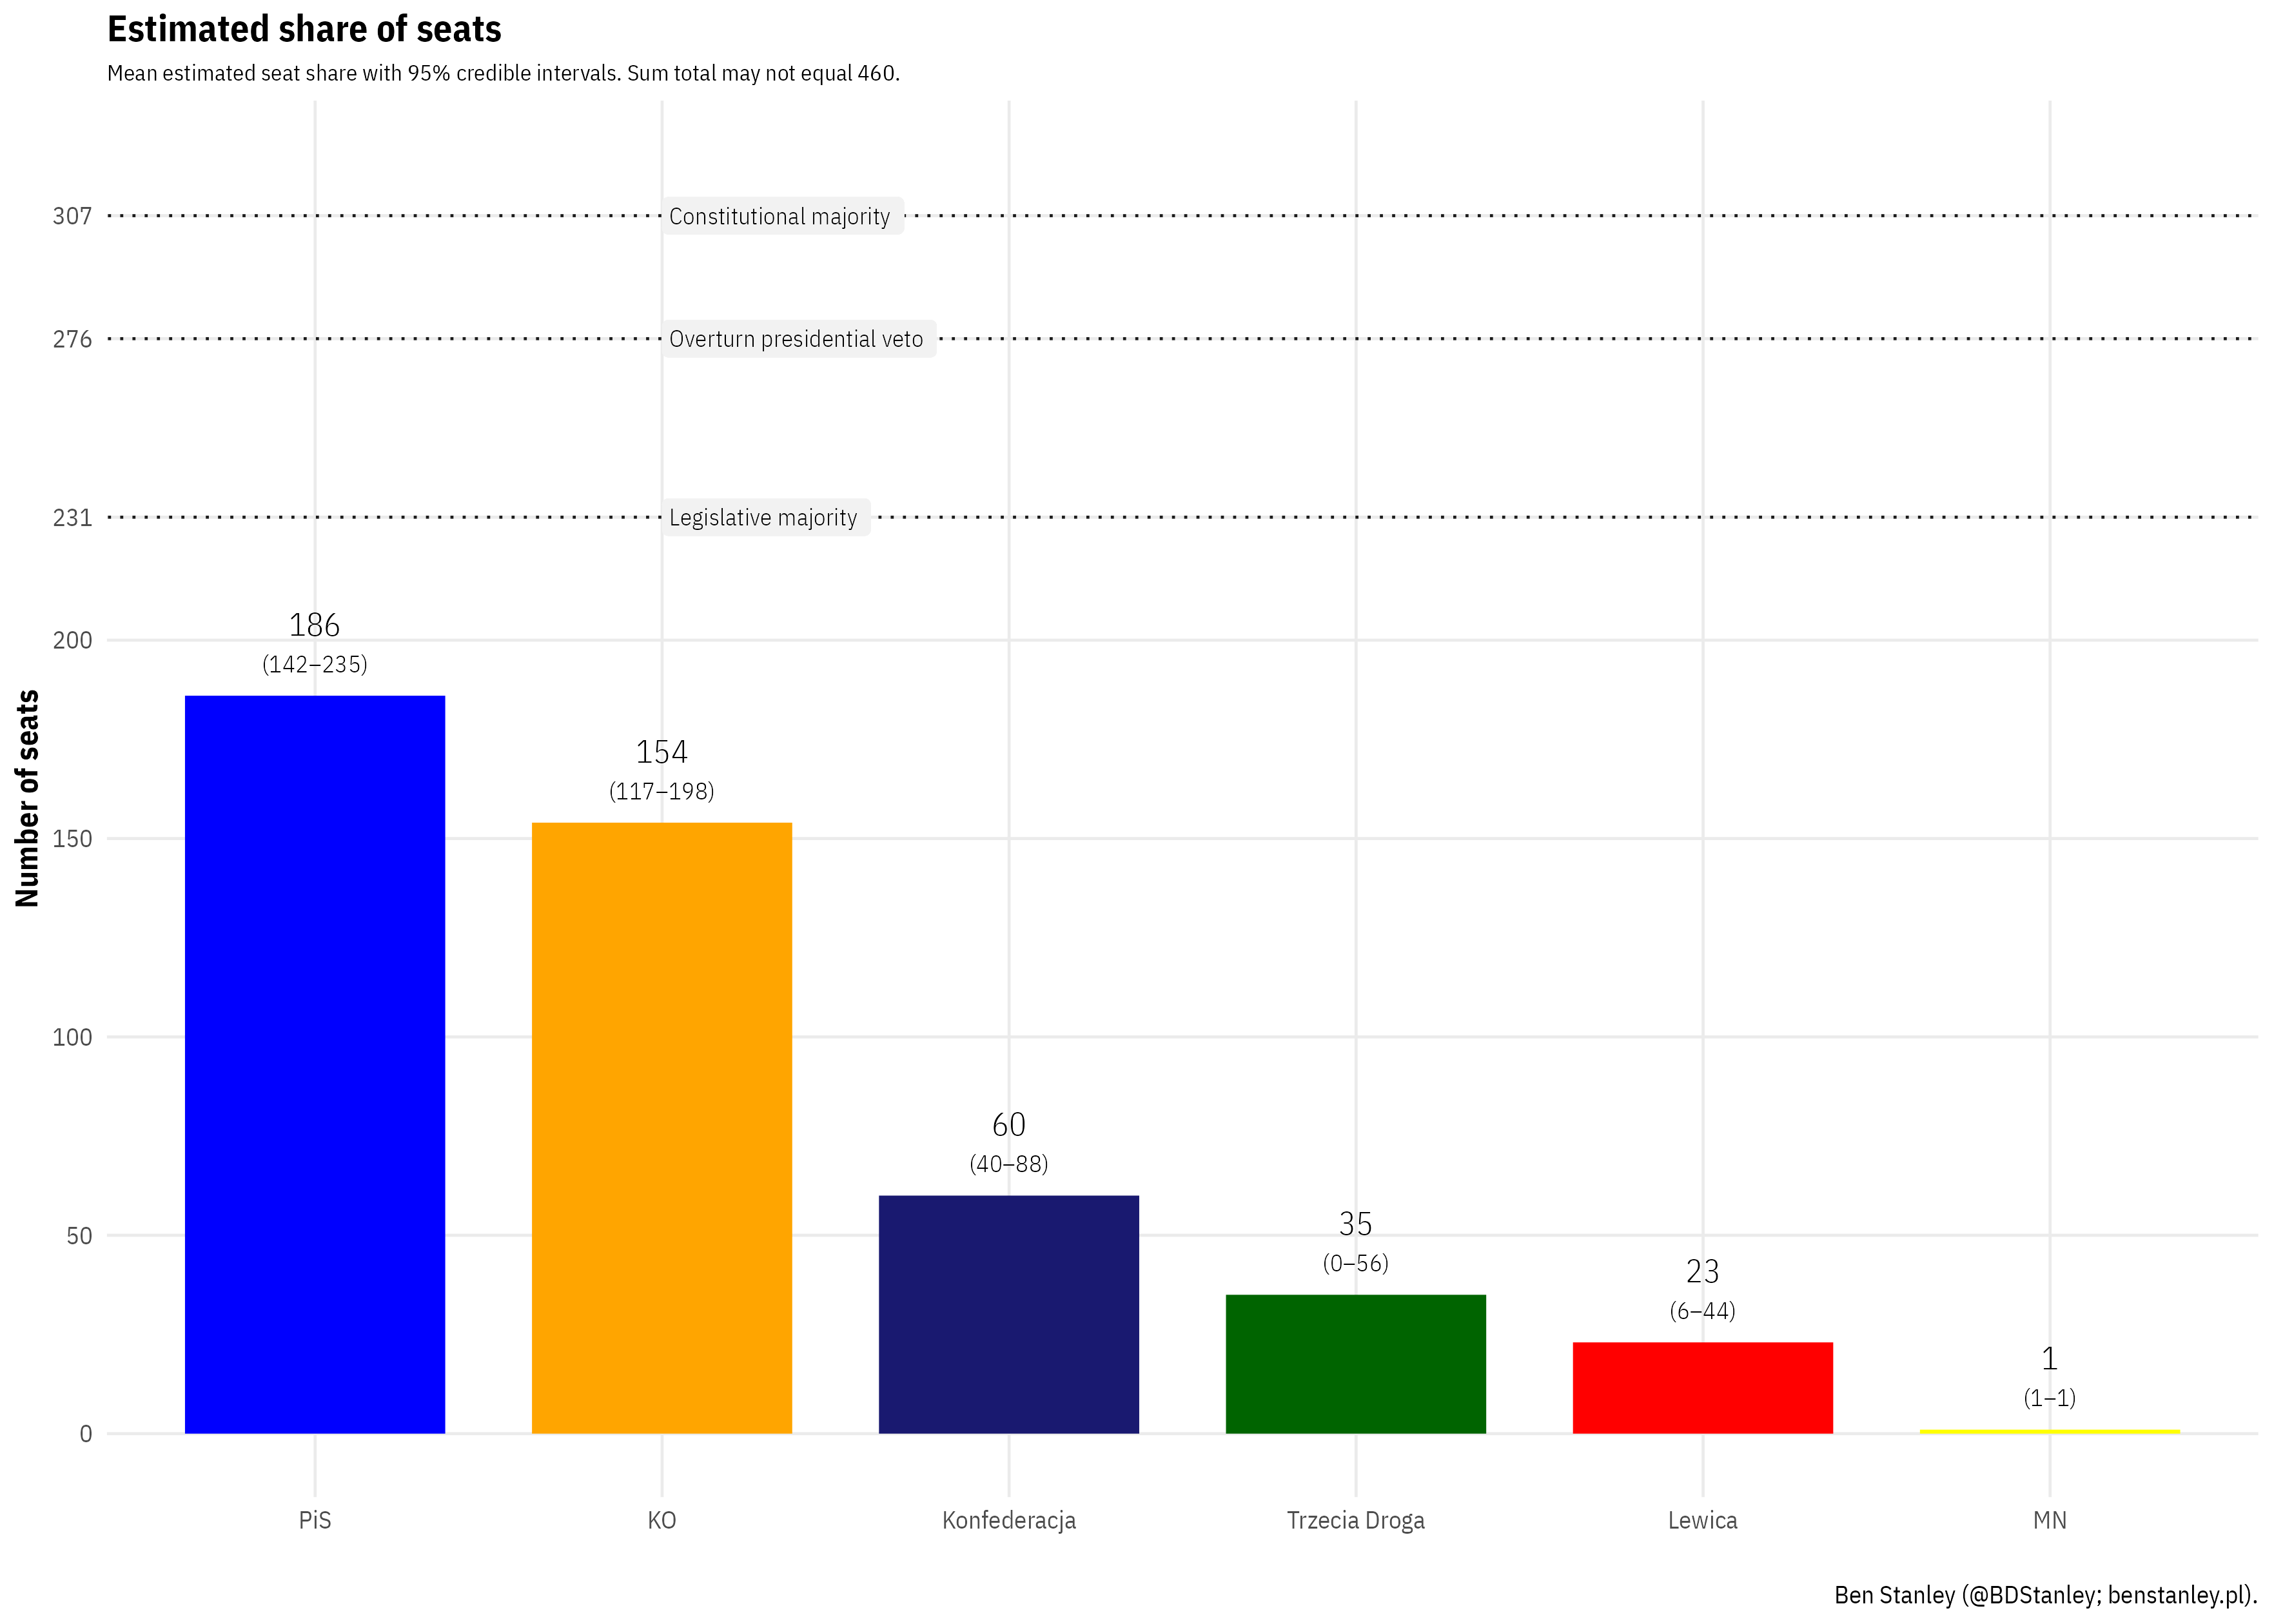 Estimated share of seats
Mean estimated seat share with 95% credible intervals. Sum total may not equal 460.
Number of seats
307
Constitutional majority
276
Overturn presidential veto
231
Legislative majority
200
150
100
50
0
186
(142–235)
154
(117–198)
60
(40–88)
35
(0–56)
23
(6–44)
1
(1–1)
PiS
KO
Konfederacja
Trzecia Droga
Lewica
MN
Ben Stanley (@BDStanley; benstanley.pl).